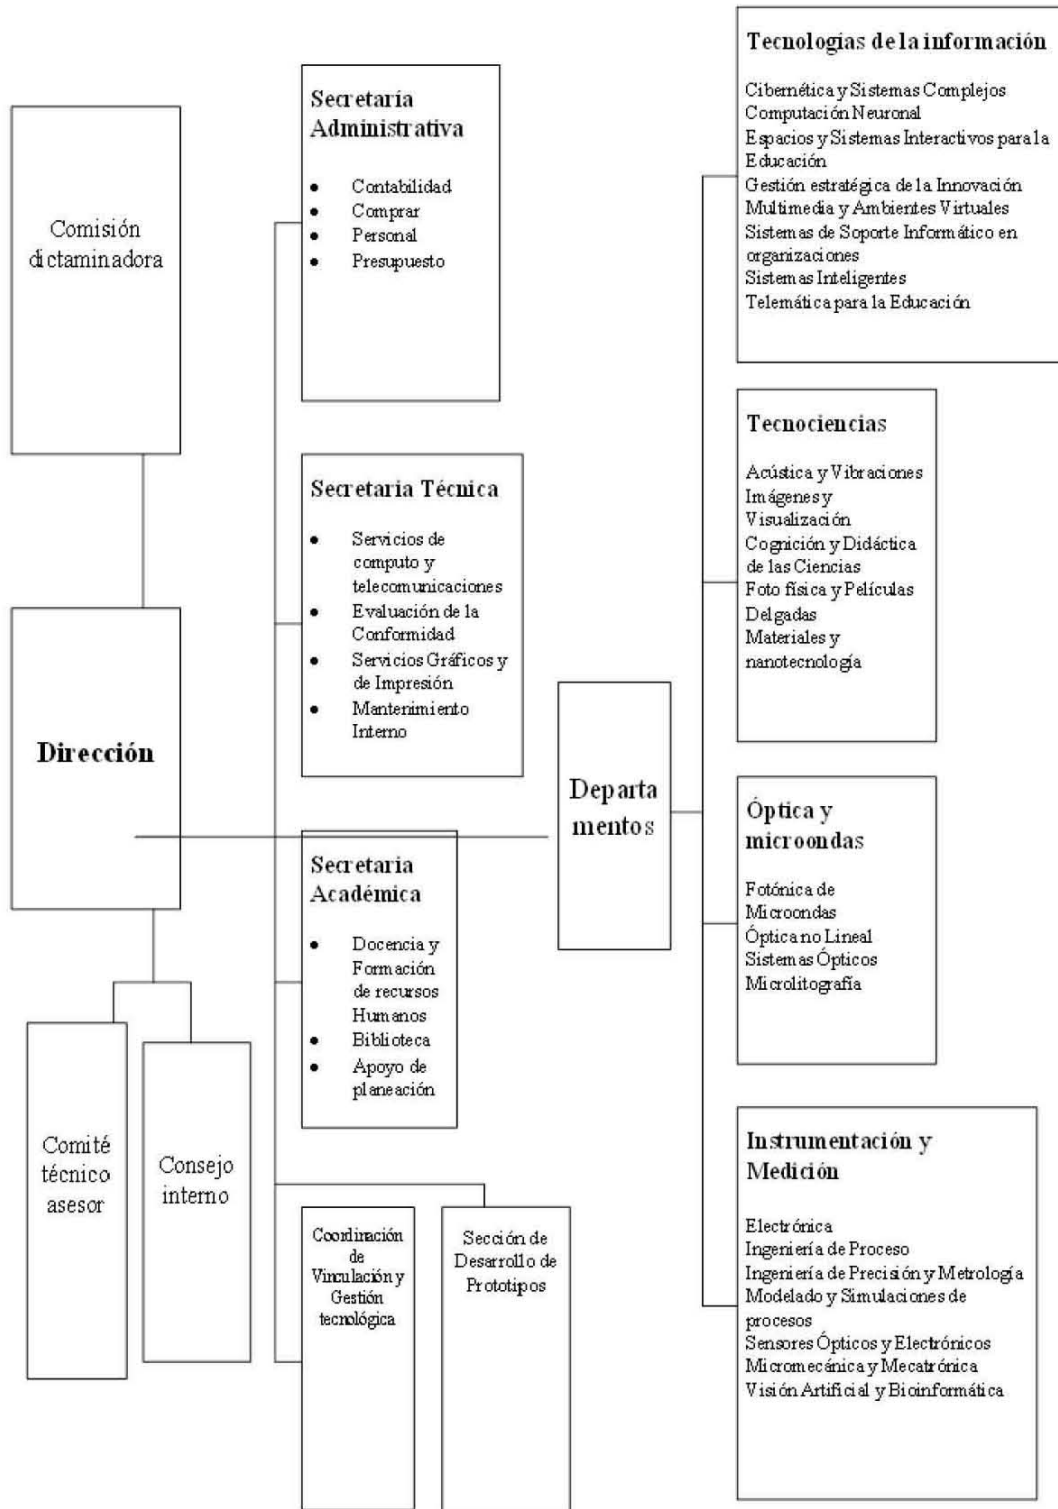 Comisión
dictaminadora
Dirección
Comité
técnico
asesor
Consejo
interno
Secretaría
Administrativa
● Contabilidad
● Comprar
● Personal
● Presupuesto
Secretaria Técnica
● Servicios de
computo y
telecomunicaciones
● Evaluación de la
Conformidad
● Servicios Gráficos y
de Impresión
● Mantenimiento
Interno
Secretaria
Académica
● Docencia y
Formación
de recursos
Humanos
● Biblioteca
● Apoyo de
planeación
Coordinación
de
Vinculación y
Gestión
tecnológica
Sección de
Desarrollo de
Prototipos
Departa
mentos
Tecnologías de la información
Cibernética y Sistemas Complejos
Computación Neuronal
Espacios y Sistemas Interactivos para la
Educación
Gestión estratégica de la Innovación
Multimedia y Ambientes Virtuales
Sistemas de Soporte Informático en
organizaciones
Sistemas Inteligentes
Telemática para la Educación
Tecnociencias
Acústica y Vibraciones
Imágenes y
Visualización
Cognición y Didáctica
de las Ciencias
Foto física y Películas
Delgadas
Materiales y
nanotecnología
Óptica y
microondas
Fotónica de
Microondas
Óptica no Lineal
Sistemas Ópticos
Microlitografía
Instrumentación y
Medición
Electrónica
Ingeniería de Proceso
Ingeniería de Precisión y Metrología
Modelado y Simulaciones de
procesos
Sensores Ópticos y Electrónicos
Micromecánica y Mecatrónica
Visión Artificial y Bioinformática